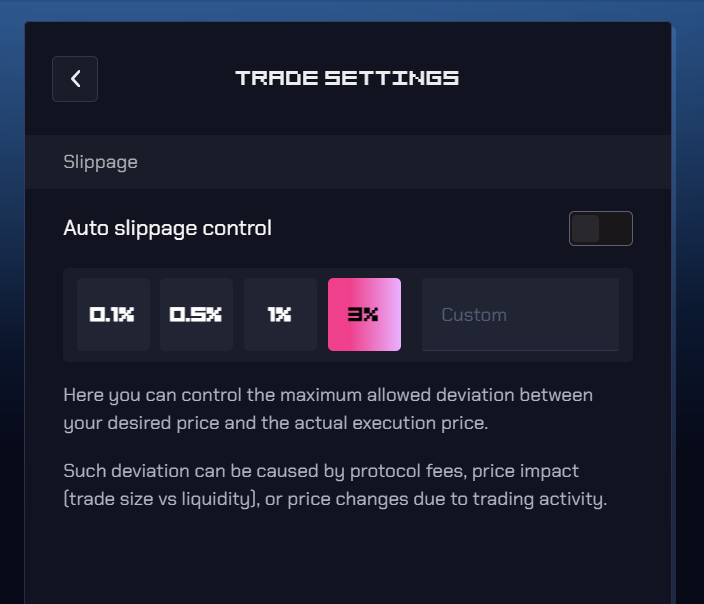 TRADE SETTINGS
Slippage
Auto slippage control
0.1% 0.5% 1% 3% Custom
Here you can control the maximum allowed deviation between
your desired price and the actual execution price.
Such deviation can be caused by protocol fees, price impact
(trade size vs liquidity), or price changes due to trading activity.